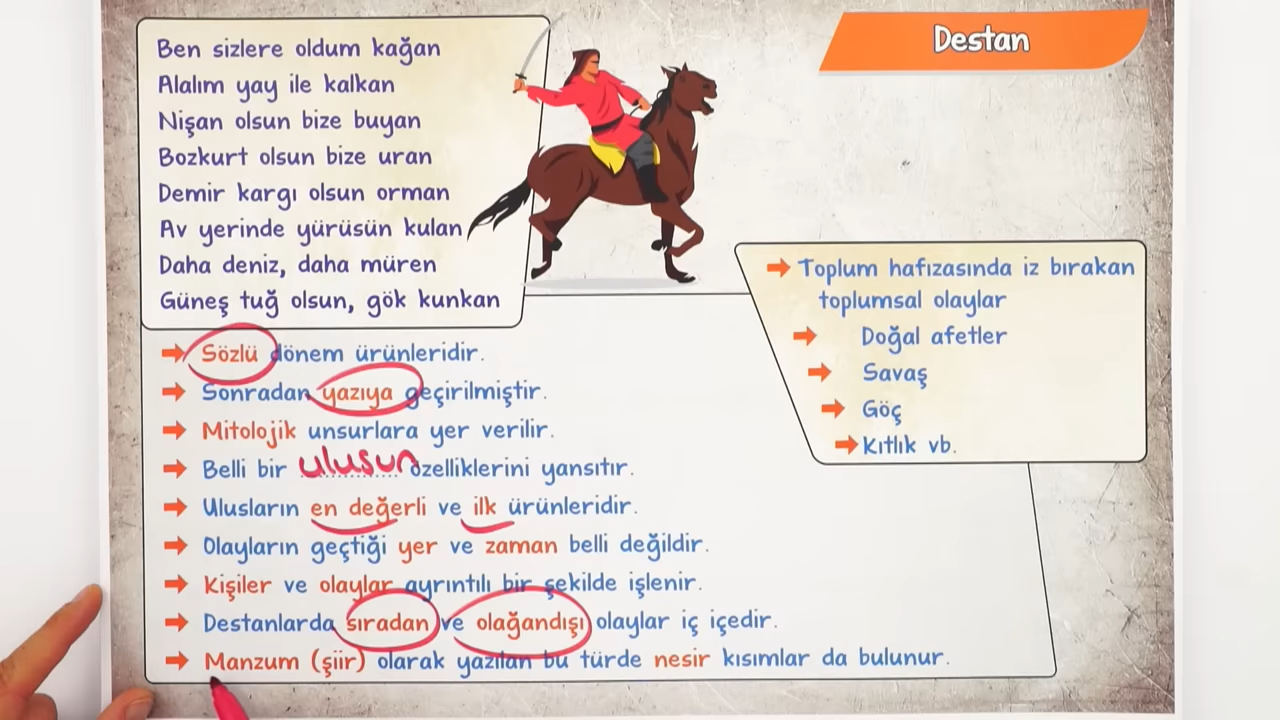 Destan
Ben sizlere oldum kağan
Alalım yay ile kalkan
Nişan olsun bize buyan
Bozkurt olsun bize uran
Demir kargı olsun orman
Av yerinde yürüsün kulan
Daha deniz, daha müren
Güneş tuğ olsun, gök kunkan
Toplum hafızasında iz bırakan
toplumsal olaylar
Doğal afetler
Savaş
Göç
Kıtlık vb.
Sözlü dönem ürünleridir.
Sonradan yazıya geçirilmiştir.
Mitolojik unsurlara yer verilir.
Belli bir ulusun özelliklerini yansıtır.
Ulusların en değerli ve ilk ürünleridir.
Olayların geçtiği yer ve zaman belli değildir.
Kişiler ve olaylar ayrıntılı bir şekilde işlenir.
Destanlarda sıradan ve olağandışı olaylar iç içedir.
Manzum (şiir) olarak yazılan bu türde nesir kısımlar da bulunur.